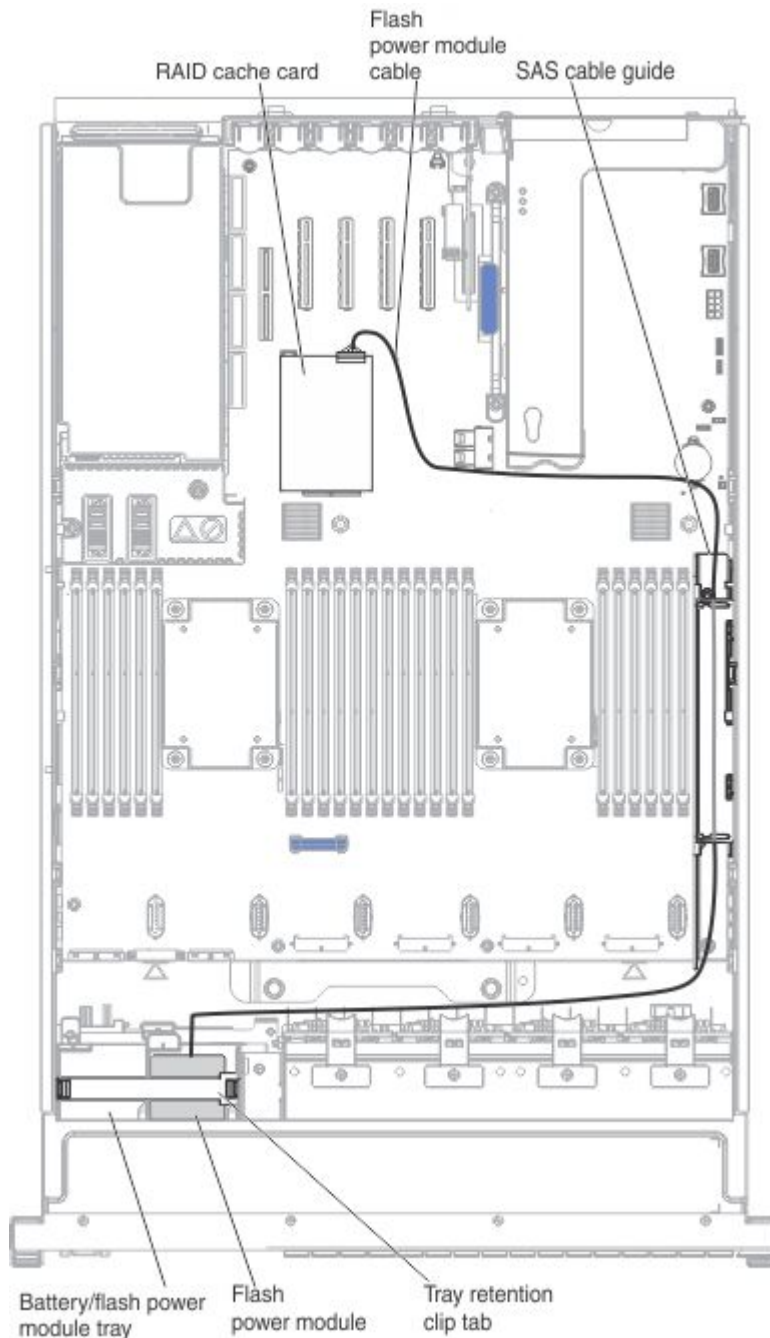 Flash
power module
cable
RAID cache card
SAS cable guide
Battery/flash power
module tray
Flash
power module
Tray retention
clip tab